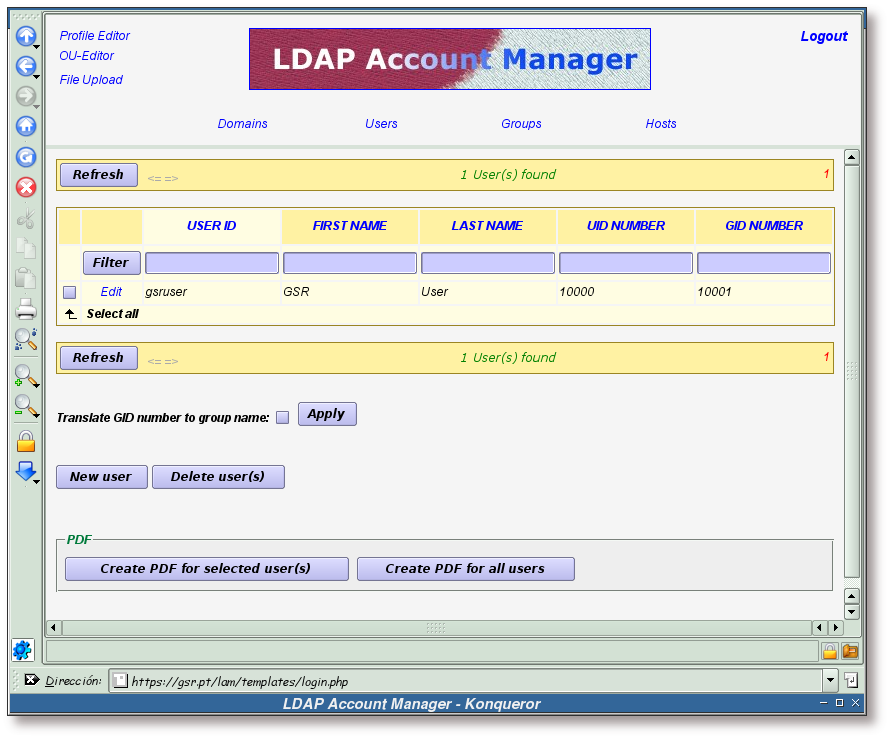 Profile Editor
OU-Editor
File Upload
LDAP Account Manager
Logout
Domains Users Groups Hosts
Refresh <= => 1 User(s) found 1
USER ID FIRST NAME LAST NAME UID NUMBER GID NUMBER
Filter
Edit gsruser GSR User 10000 10001
Select all
Refresh <= => 1 User(s) found 1
Translate GID number to group name: Apply
New user Delete user(s)
PDF
Create PDF for selected user(s) Create PDF for all users
Dirección: https://gsr.pt/lam/templates/login.php
LDAP Account Manager - Konqueror